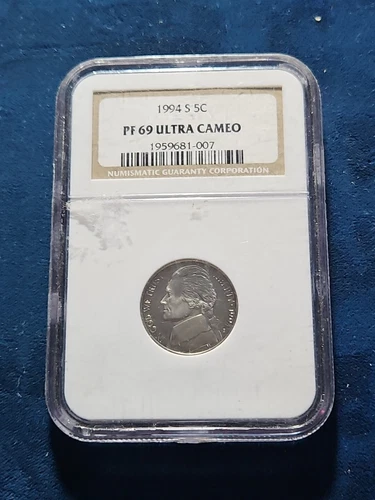 1994 S 5C
PF 69 ULTRA CAMEO
1959681-007
NUMISMATIC GUARANTY CORPORATION